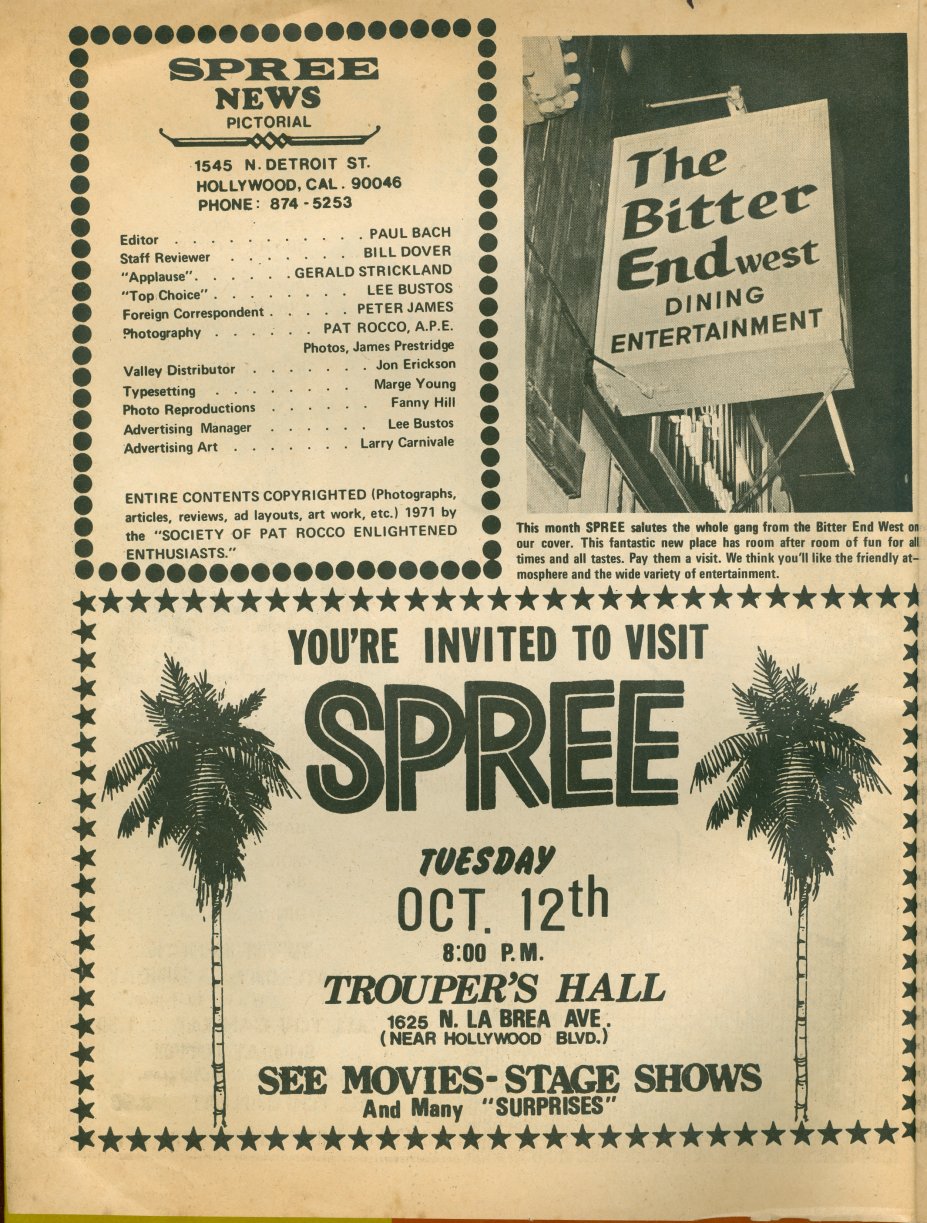 SPREE
NEWS
PICTORIAL
1545 N. DETROIT ST.
HOLLYWOOD, CAL. 90046
PHONE: 874-5253
Editor . . . . . . . . . . . . PAUL BACH
Staff Reviewer . . . . . . . BILL DOVER
"Applause". . . . . . . GERALD STRICKLAND
"Top Choice" . . . . . . . . LEE BUSTOS
Foreign Correspondent . . . . . PETER JAMES
Photography . . . . . . PAT ROCCO, A.P.E.
Photos, James Prestridge
Valley Distributor . . . . . . . Jon Erickson
Typesetting . . . . . . . . Marge Young
Photo Reproductions . . . . . . Fanny Hill
Advertising Manager . . . . . . Lee Bustos
Advertising Art . . . . . . . Larry Carnivale
ENTIRE CONTENTS COPYRIGHTED (Photographs,
articles, reviews, ad layouts, art work, etc.) 1971 by
the "SOCIETY OF PAT ROCCO ENLIGHTENED
ENTHUSIASTS."
The
Bitter
End west
DINING
ENTERTAINMENT
This month SPREE salutes the whole gang from the Bitter End West on
our cover. This fantastic new place has room after room of fun for all
times and all tastes. Pay them a visit. We think you'll like the friendly at-
mosphere and the wide variety of entertainment.
YOU'RE INVITED TO VISIT
SPREE
TUESDAY
OCT. 12th
8:00 P.M.
TROUPER'S HALL
1625 N. LA BREA AVE.
(NEAR HOLLYWOOD BLVD.)
SEE MOVIES-STAGE SHOWS
And Many "SURPRISES"